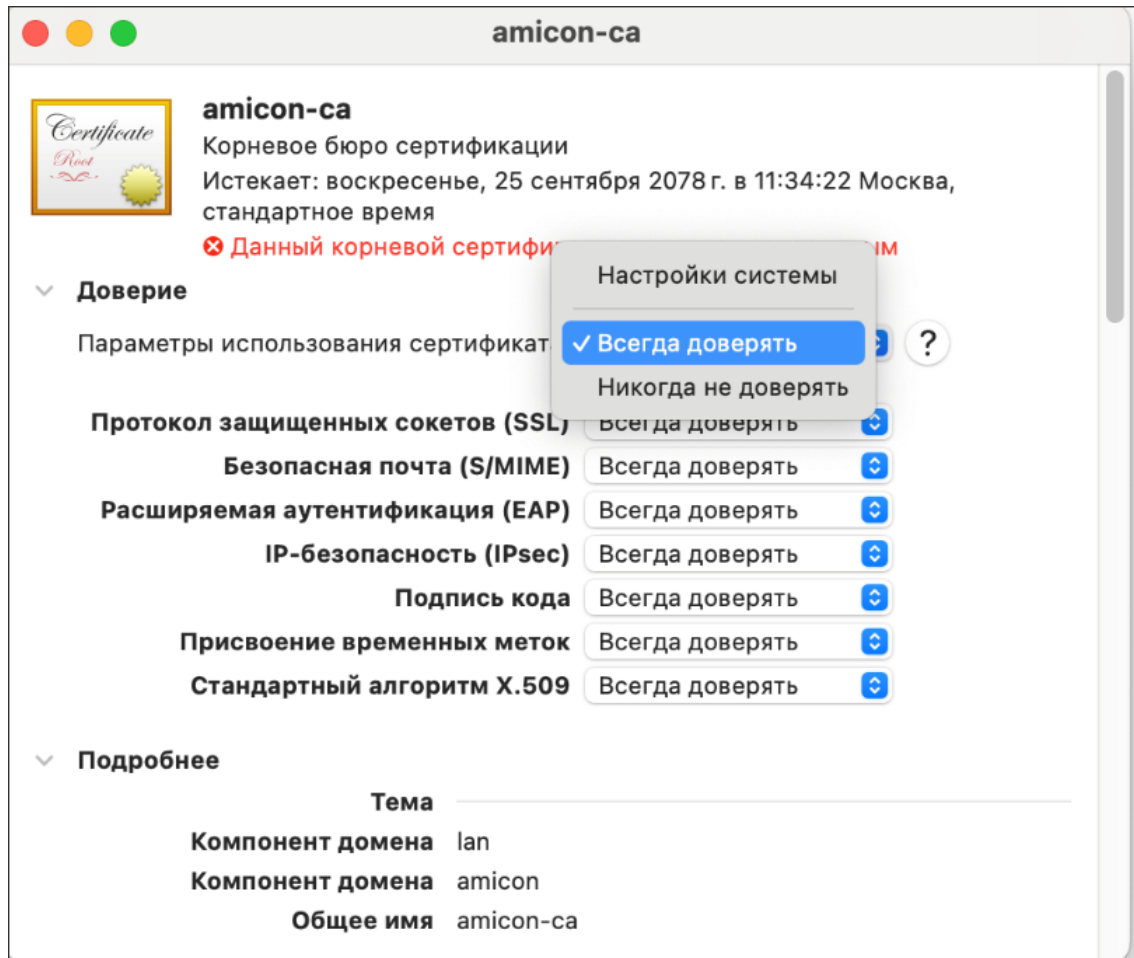 amicon-ca
Certificate
Root
amicon-ca
Корневое бюро сертификации
Истекает: воскресенье, 25 сентября 2078 г. в 11:34:22 Москва,
стандартное время
Данный корневой
Настройки системы
Доверие
Параметры использования
✓ Всегда доверять
?
Никогда не доверять
Протокол защищенных сокетов (SSL) Всегда доверять
Безопасная почта (S/MIME) Всегда доверять
Расширяемая аутентификация (EAP) Всегда доверять
IP-безопасность (IPsec) Всегда доверять
Подпись кода Всегда доверять
Присвоение временных меток Всегда доверять
Стандартный алгоритм X.509 Всегда доверять
Подробнее
Тема
Компонент домена lan
Компонент домена amicon
Общее имя amicon-ca